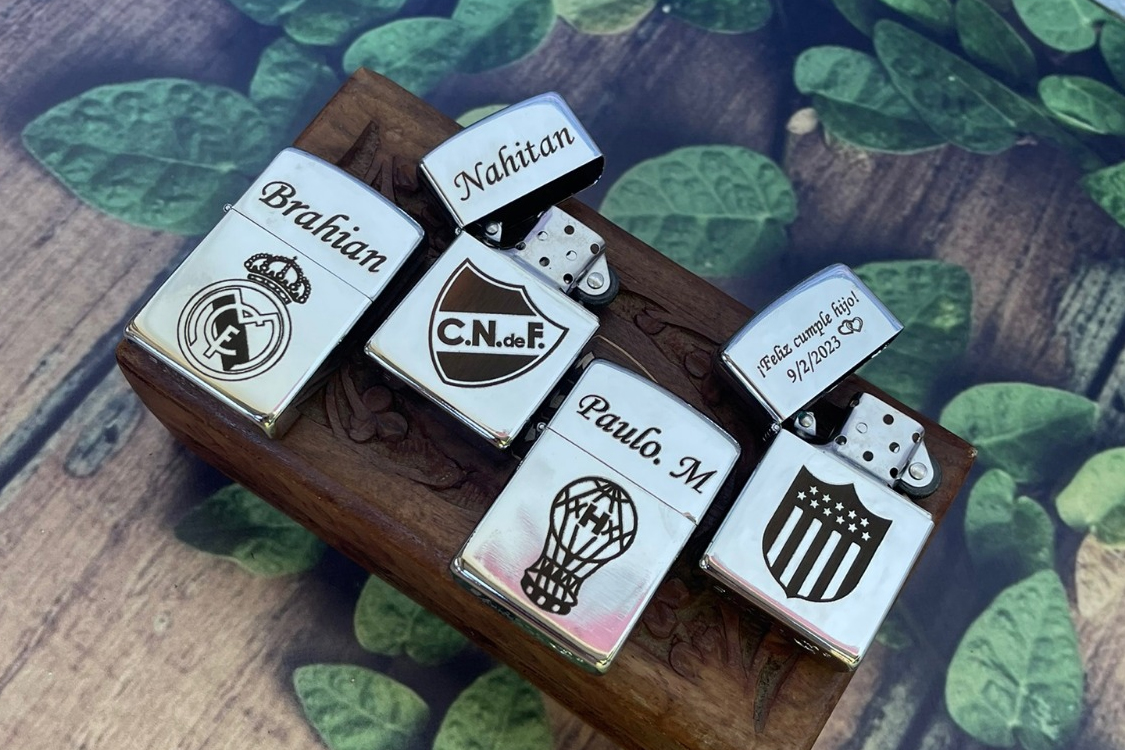 Brahian
Nahitan
C.N.deF.
Paulo. M
H
¡Feliz cumple hijo!
9/2/2023